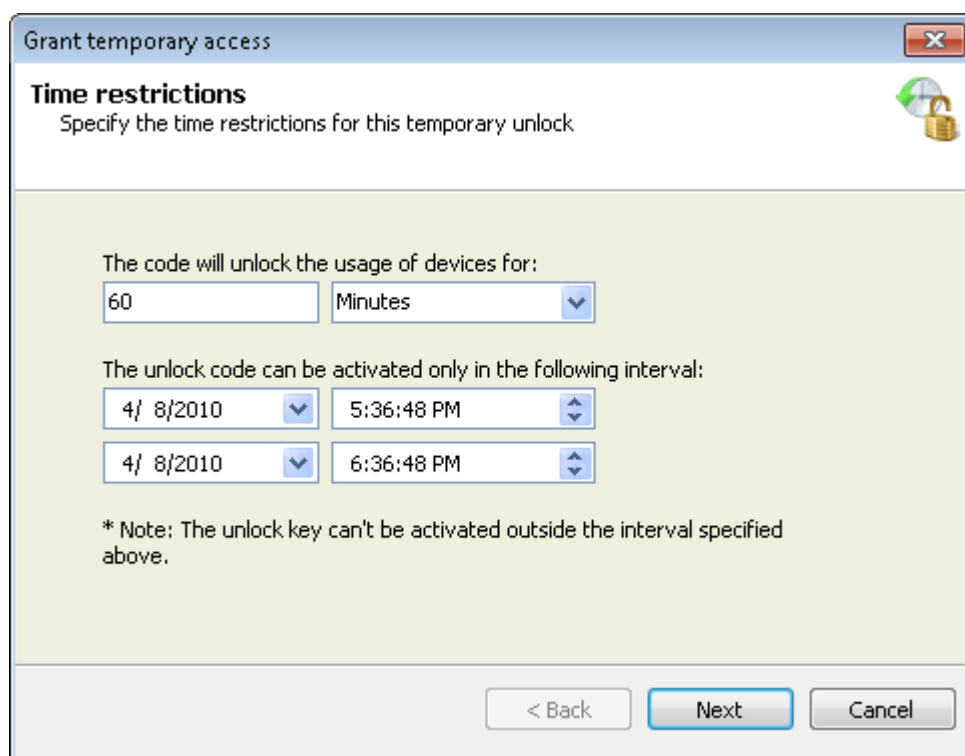 Grant temporary access
Time restrictions
Specify the time restrictions for this temporary unlock
The code will unlock the usage of devices for:
60 Minutes
The unlock code can be activated only in the following interval:
4/ 8/2010 5:36:48 PM
4/ 8/2010 6:36:48 PM
* Note: The unlock key can't be activated outside the interval specified
above.
< Back Next Cancel